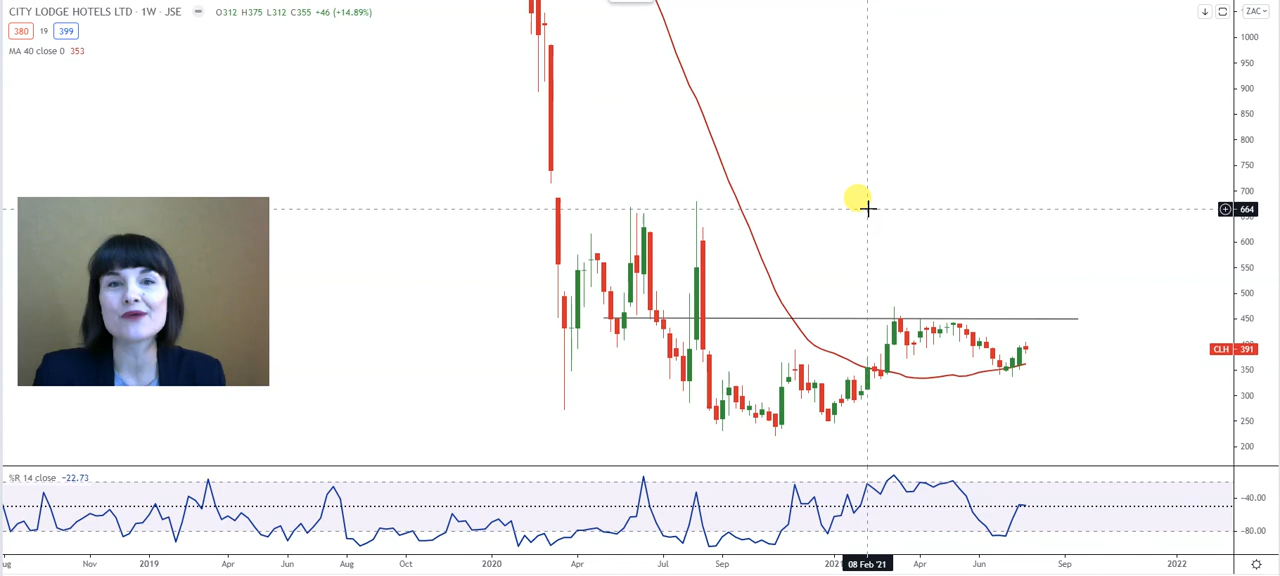 CITY LODGE HOTELS LTD · 1W · JSE O312 H375 L312 C355 +46 (+14.89%)
380 19 399
MA 40 close 0 353
ZAC
1000
950
900
850
800
750
700
664
600
550
500
450
CLH 391
350
300
250
200
%R 14 close -22.73
-40.00
-80.00
Nov 2019 Apr Jun Aug Oct 2020 Apr Jul Sep 08 Feb '21 Apr Jun Sep 2022